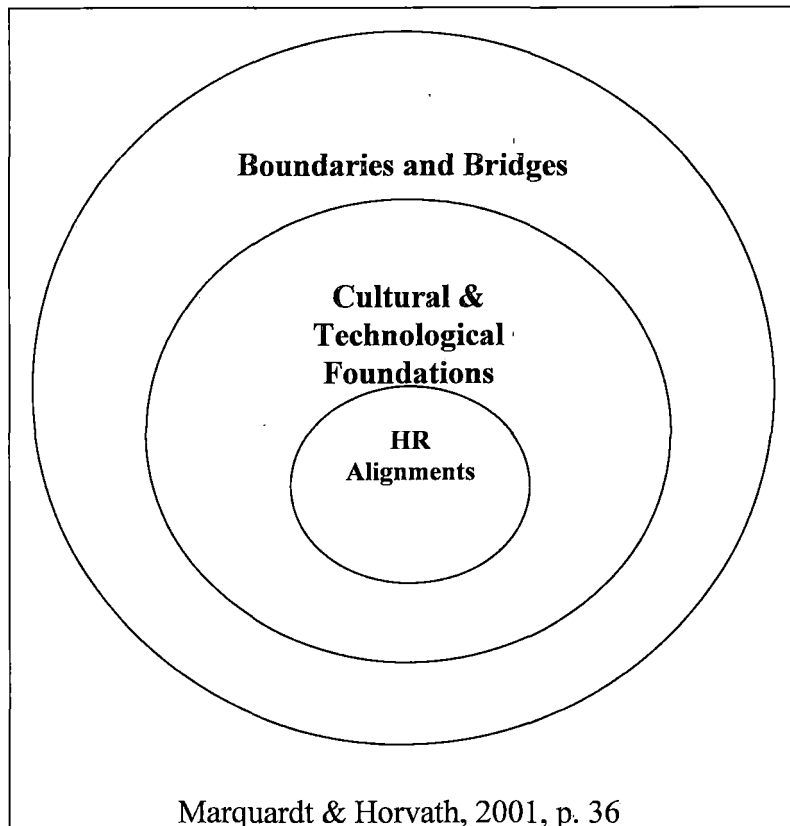 Boundaries and Bridges
Cultural &
Technological
Foundations
HR
Alignments
Marquardt & Horvath, 2001, p. 36